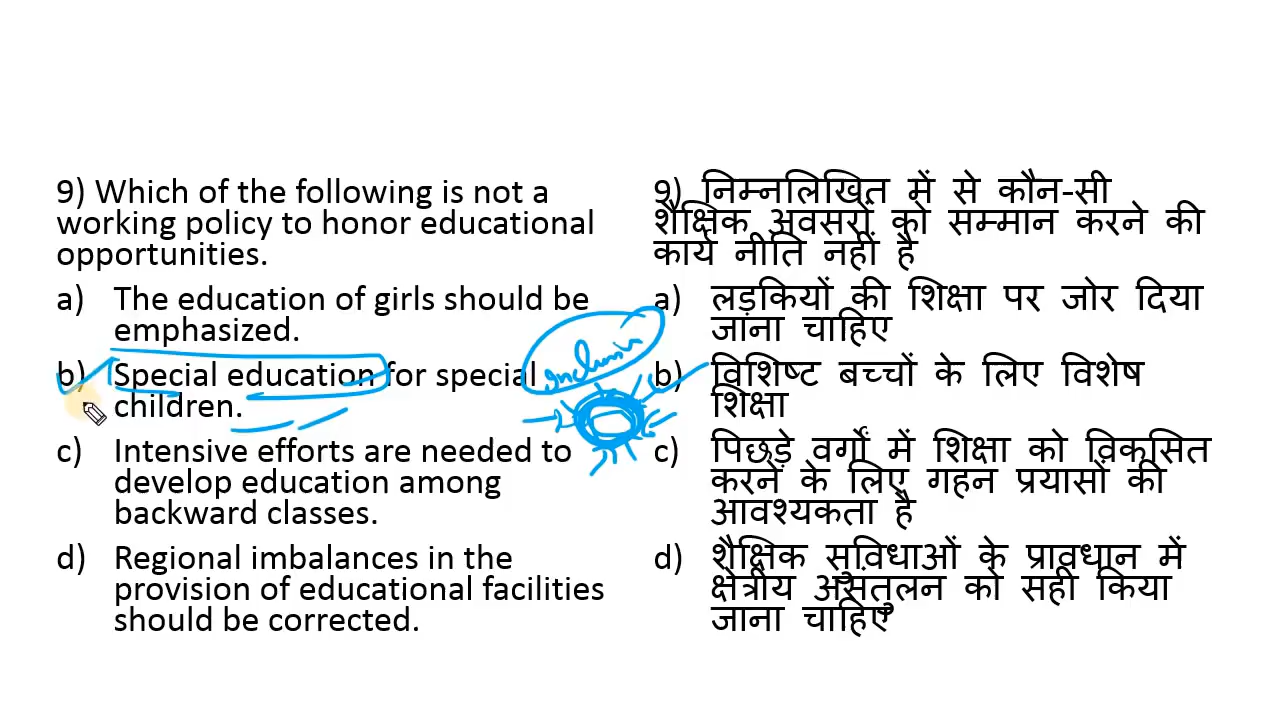 9) Which of the following is not a
working policy to honor educational
opportunities.
a) The education of girls should be
emphasized.
b) Special education for special
children.
c) Intensive efforts are needed to
develop education among
backward classes.
d) Regional imbalances in the
provision of educational facilities
should be corrected.
inclusive
9) निम्नलिखित में से कौन-सी
शैक्षिक अवसरों को सम्मान करने की
कार्य नीति नहीं है
a) लड़कियों की शिक्षा पर जोर दिया
जाना चाहिए
b) विशिष्ट बच्चों के लिए विशेष
शिक्षा
c) पिछड़े वर्गों में शिक्षा को विकसित
करने के लिए गहन प्रयासों की
आवश्यकता है
d) शैक्षिक सुविधाओं के प्रावधान में
क्षेत्रीय असंतुलन को सही किया
जाना चाहिए